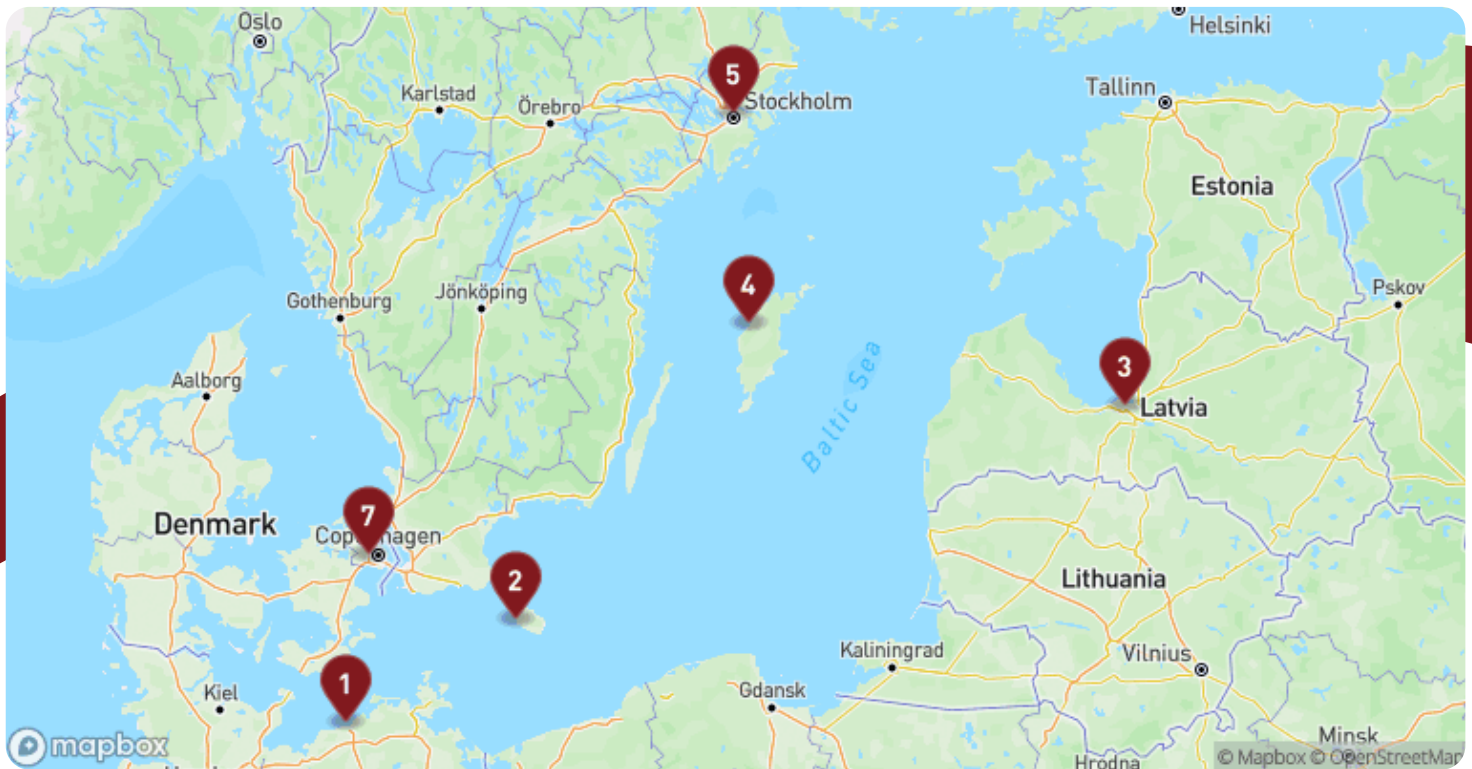 Oslo
Helsinki
5
Karlstad
Örebro
Stockholm
Tallinn
Estonia
4
Gothenburg
Jönköping
Pskov
3
Aalborg
Baltic Sea
Latvia
7
Denmark
2
Lithuania
Kaliningrad
Vilnius
1
Kiel
Gdansk
Minsk
mapbox
Hrodna
© Mapbox © OpenStreetMap